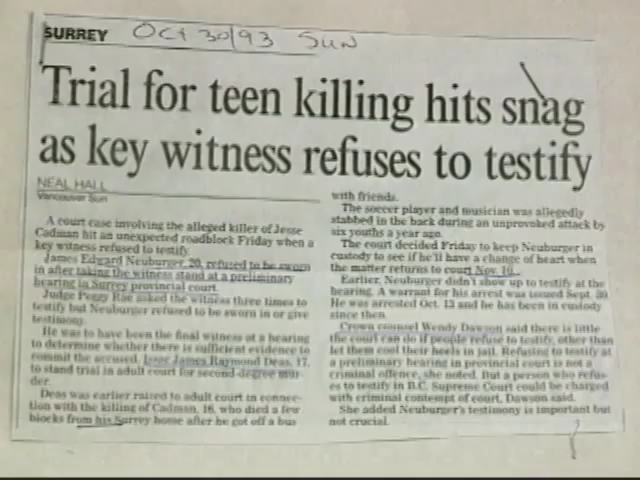 SURREY Oct 30/93 Sun
Trial for teen killing hits snag
as key witness refuses to testify
NEAL HALL
Vancouver Sun
A court case involving the alleged killer of Jesse
Cadman hit an unexpected roadblock Friday when a
key witness refused to testify.
James Edward Neuburger, 20, refused to be sworn
in after taking the witness stand at a preliminary
hearing in Surrey provincial court.
Judge Peggy Rae asked the witness three times to
testify but Neuburger refused to be sworn in or give
testimony.
He was to have been the final witness at a hearing
to determine whether there is sufficient evidence to
commit the accused, Isaac James Raymond Deas, 17,
to stand trial in adult court for second-degree mur-
der.
Deas was earlier raised to adult court in connec-
tion with the killing of Cadman, 16, who died a few
blocks from his Surrey home after he got off a bus
with friends.
The soccer player and musician was allegedly
stabbed in the back during an unprovoked attack by
six youths a year ago.
The court decided Friday to keep Neuburger in
custody to see if he'll have a change of heart when
the matter returns to court Nov. 10.
Earlier, Neuburger didn't show up to testify at the
hearing. A warrant for his arrest was issued Sept. 30.
He was arrested Oct. 13 and he has been in custody
since then.
Crown counsel Wendy Dawson said there is little
the court can do if people refuse to testify, other than
let them cool their heels in jail. Refusing to testify at
a preliminary hearing in provincial court is not a
criminal offence, she noted. But a person who refus-
es to testify in B.C. Supreme Court could be charged
with criminal contempt of court, Dawson said.
She added Neuburger's testimony is important but
not crucial.